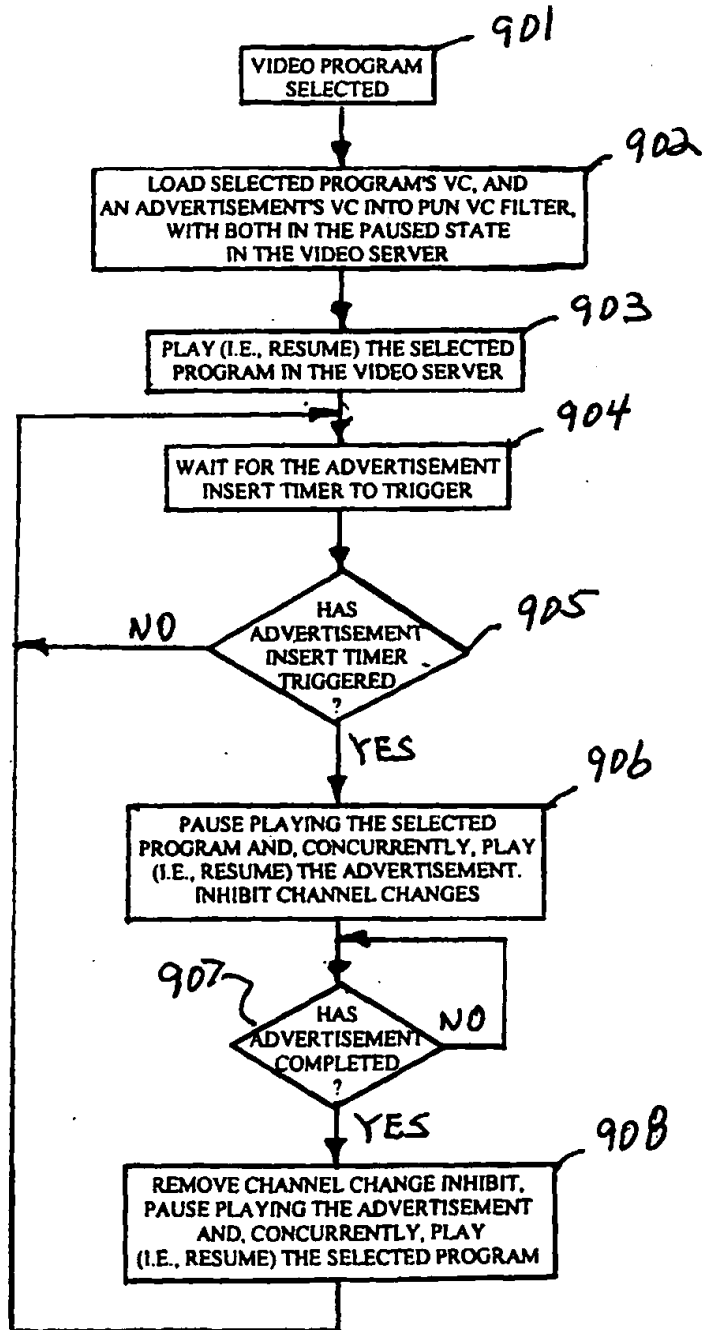 901
VIDEO PROGRAM
SELECTED
902
LOAD SELECTED PROGRAM'S VC, AND
AN ADVERTISEMENT'S VC INTO PUN VC FILTER,
WITH BOTH IN THE PAUSED STATE
IN THE VIDEO SERVER
903
PLAY (I.E., RESUME) THE SELECTED
PROGRAM IN THE VIDEO SERVER
904
WAIT FOR THE ADVERTISEMENT
INSERT TIMER TO TRIGGER
905
HAS
ADVERTISEMENT
INSERT TIMER
TRIGGERED
?
NO
YES
906
PAUSE PLAYING THE SELECTED
PROGRAM AND, CONCURRENTLY, PLAY
(I.E., RESUME) THE ADVERTISEMENT.
INHIBIT CHANNEL CHANGES
907
HAS
ADVERTISEMENT
COMPLETED
?
NO
YES
908
REMOVE CHANNEL CHANGE INHIBIT,
PAUSE PLAYING THE ADVERTISEMENT
AND, CONCURRENTLY, PLAY
(I.E., RESUME) THE SELECTED PROGRAM